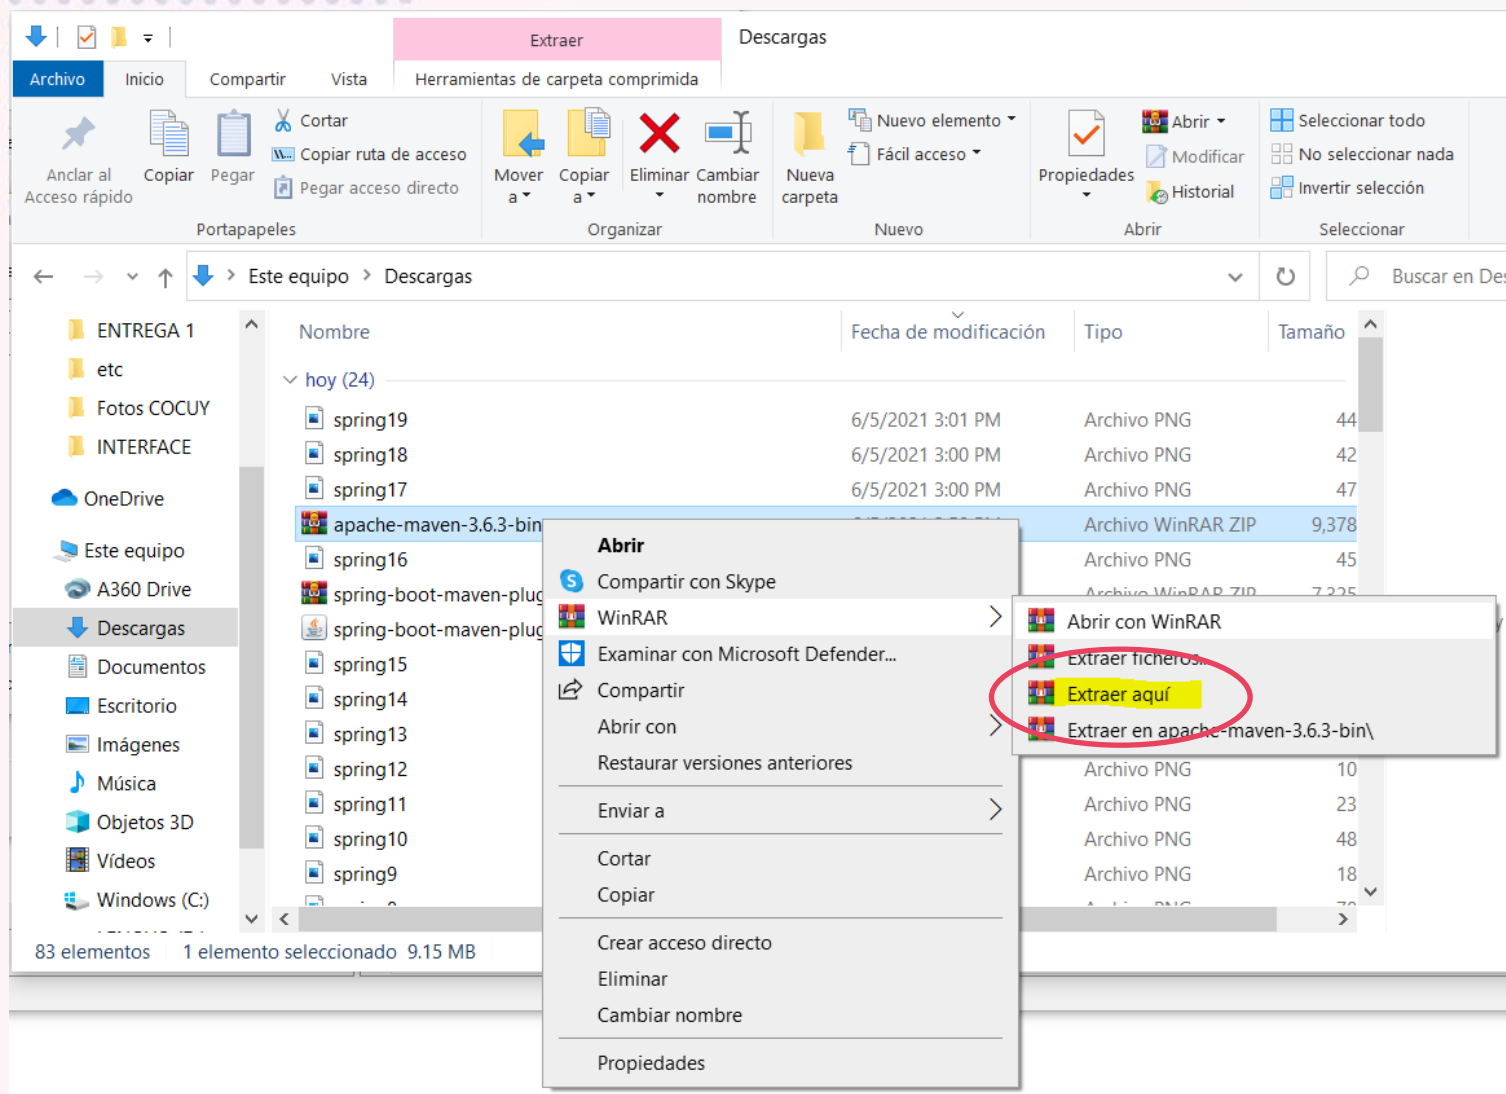 Extraer
Descargas
Archivo
Inicio
Compartir
Vista
Herramientas de carpeta comprimida
Anclar al
Acceso rápido
Copiar
Pegar
Cortar
W... Copiar ruta de acceso
Pegar acceso directo
Portapapeles
Mover
a
Copiar
a
Eliminar
Cambiar
nombre
Organizar
Nueva
carpeta
Nuevo elemento
Fácil acceso
Nuevo
Propiedades
Abrir
Modificar
Historial
Abrir
Seleccionar todo
No seleccionar nada
Invertir selección
Seleccionar
Este equipo
Descargas
Buscar en Des
ENTREGA 1
etc
Fotos COCUY
INTERFACE
OneDrive
Este equipo
A360 Drive
Descargas
Documentos
Escritorio
Imágenes
Música
Objetos 3D
Vídeos
Windows (C:)
Nombre Fecha de modificación Tipo Tamaño
hoy (24)
spring19 6/5/2021 3:01 PM Archivo PNG 44
spring18 6/5/2021 3:00 PM Archivo PNG 42
spring17 6/5/2021 3:00 PM Archivo PNG 47
apache-maven-3.6.3-bin Archivo WinRAR ZIP 9,378
spring16 Archivo PNG 45
spring-boot-maven-plug Archivo WinRAR ZIP 7,325
spring-boot-maven-plug
spring15
spring14
spring13
spring12 Archivo PNG 10
spring11 Archivo PNG 23
spring10 Archivo PNG 48
spring9 Archivo PNG 18
Abrir
Compartir con Skype
WinRAR
Examinar con Microsoft Defender...
Compartir
Abrir con
Restaurar versiones anteriores
Enviar a
Cortar
Copiar
Crear acceso directo
Eliminar
Cambiar nombre
Propiedades
Abrir con WinRAR
Extraer ficheros...
Extraer aquí
Extraer en apache-maven-3.6.3-bin\
y
83 elementos
1 elemento seleccionado 9.15 MB